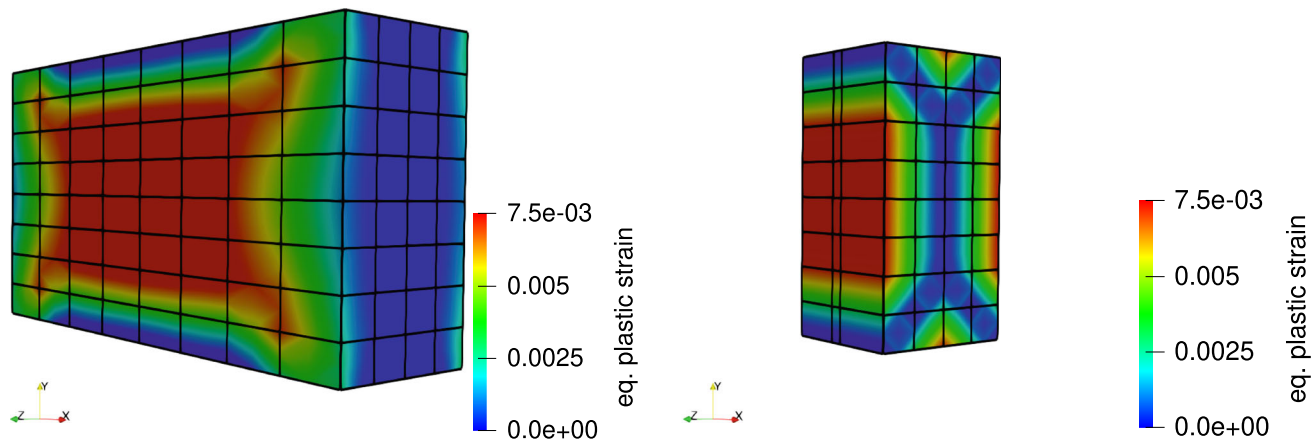 7.5e-03
0.005
0.0025
0.0e+00
eq. plastic strain
Y
Z
X
7.5e-03
0.005
0.0025
0.0e+00
eq. plastic strain
Y
Z
X